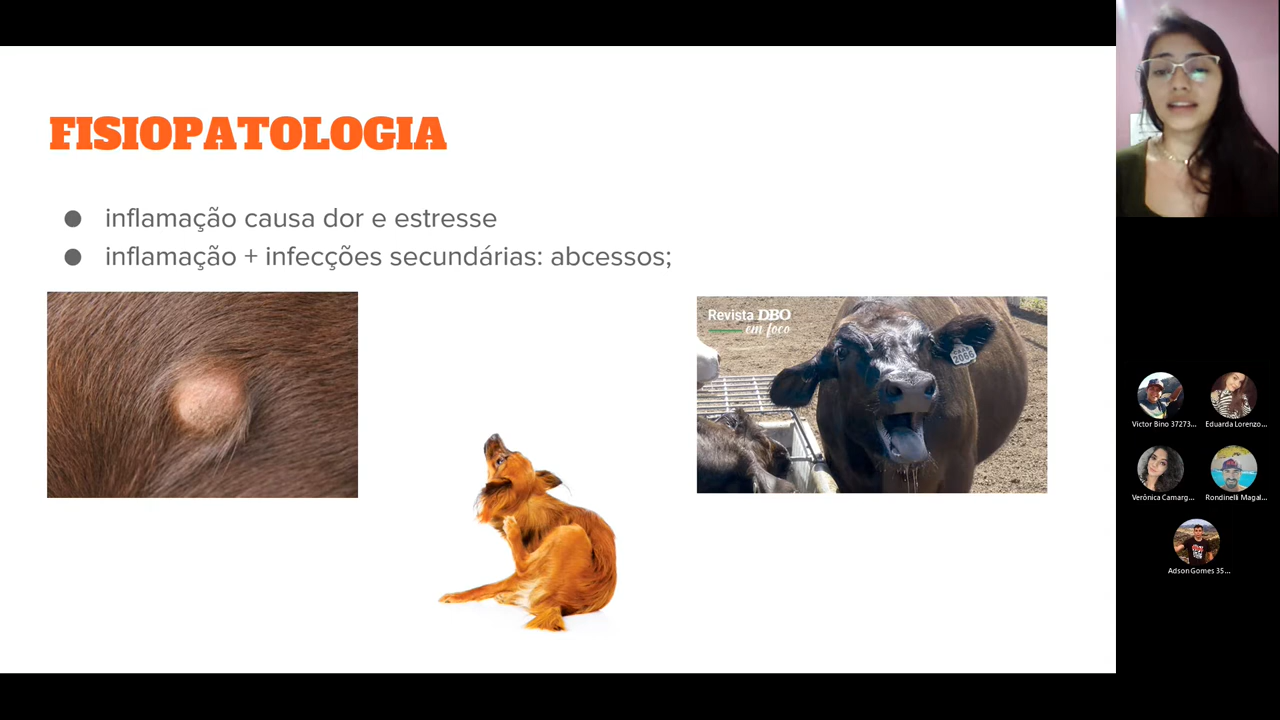 FISIOPATOLOGIA
● inflamação causa dor e estresse
● inflamação + infecções secundárias: abcessos;
Revista DBO
em foco
2086
Victor Bino 37273...
Eduarda Lorenzo...
Verônica Camarg...
Rondinelli Magal...
Adson Gomes 35...